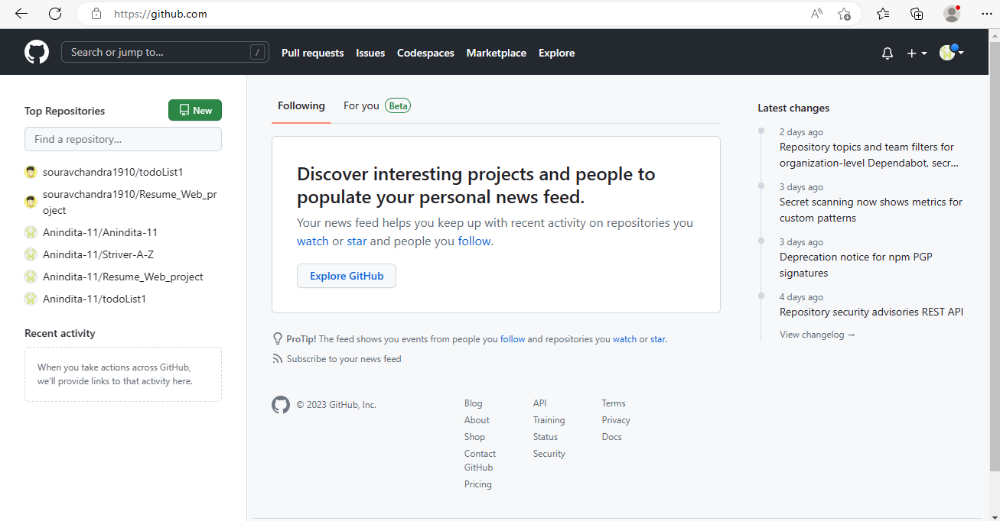 https://github.com
Search or jump to...
/
Pull requests
Issues
Codespaces
Marketplace
Explore
Top Repositories
New
Find a repository...
souravchandra1910/todoList1
souravchandra1910/Resume_Web_pr
oject
Anindita-11/Anindita-11
Anindita-11/Striver-A-Z
Anindita-11/Resume_Web_project
Anindita-11/todoList1
Recent activity
When you take actions across GitHub,
we'll provide links to that activity here.
Following
For you
Beta
Discover interesting projects and people to
populate your personal news feed.
Your news feed helps you keep up with recent activity on repositories you
watch or star and people you follow.
Explore GitHub
ProTip! The feed shows you events from people you follow and repositories you watch or star.
Subscribe to your news feed
© 2023 GitHub, Inc.
Blog
About
Shop
Contact
GitHub
Pricing
API
Training
Status
Security
Terms
Privacy
Docs
Latest changes
2 days ago
Repository topics and team filters for
organization-level Dependabot, secr...
3 days ago
Secret scanning now shows metrics for
custom patterns
3 days ago
Deprecation notice for npm PGP
signatures
4 days ago
Repository security advisories REST API
View changelog →